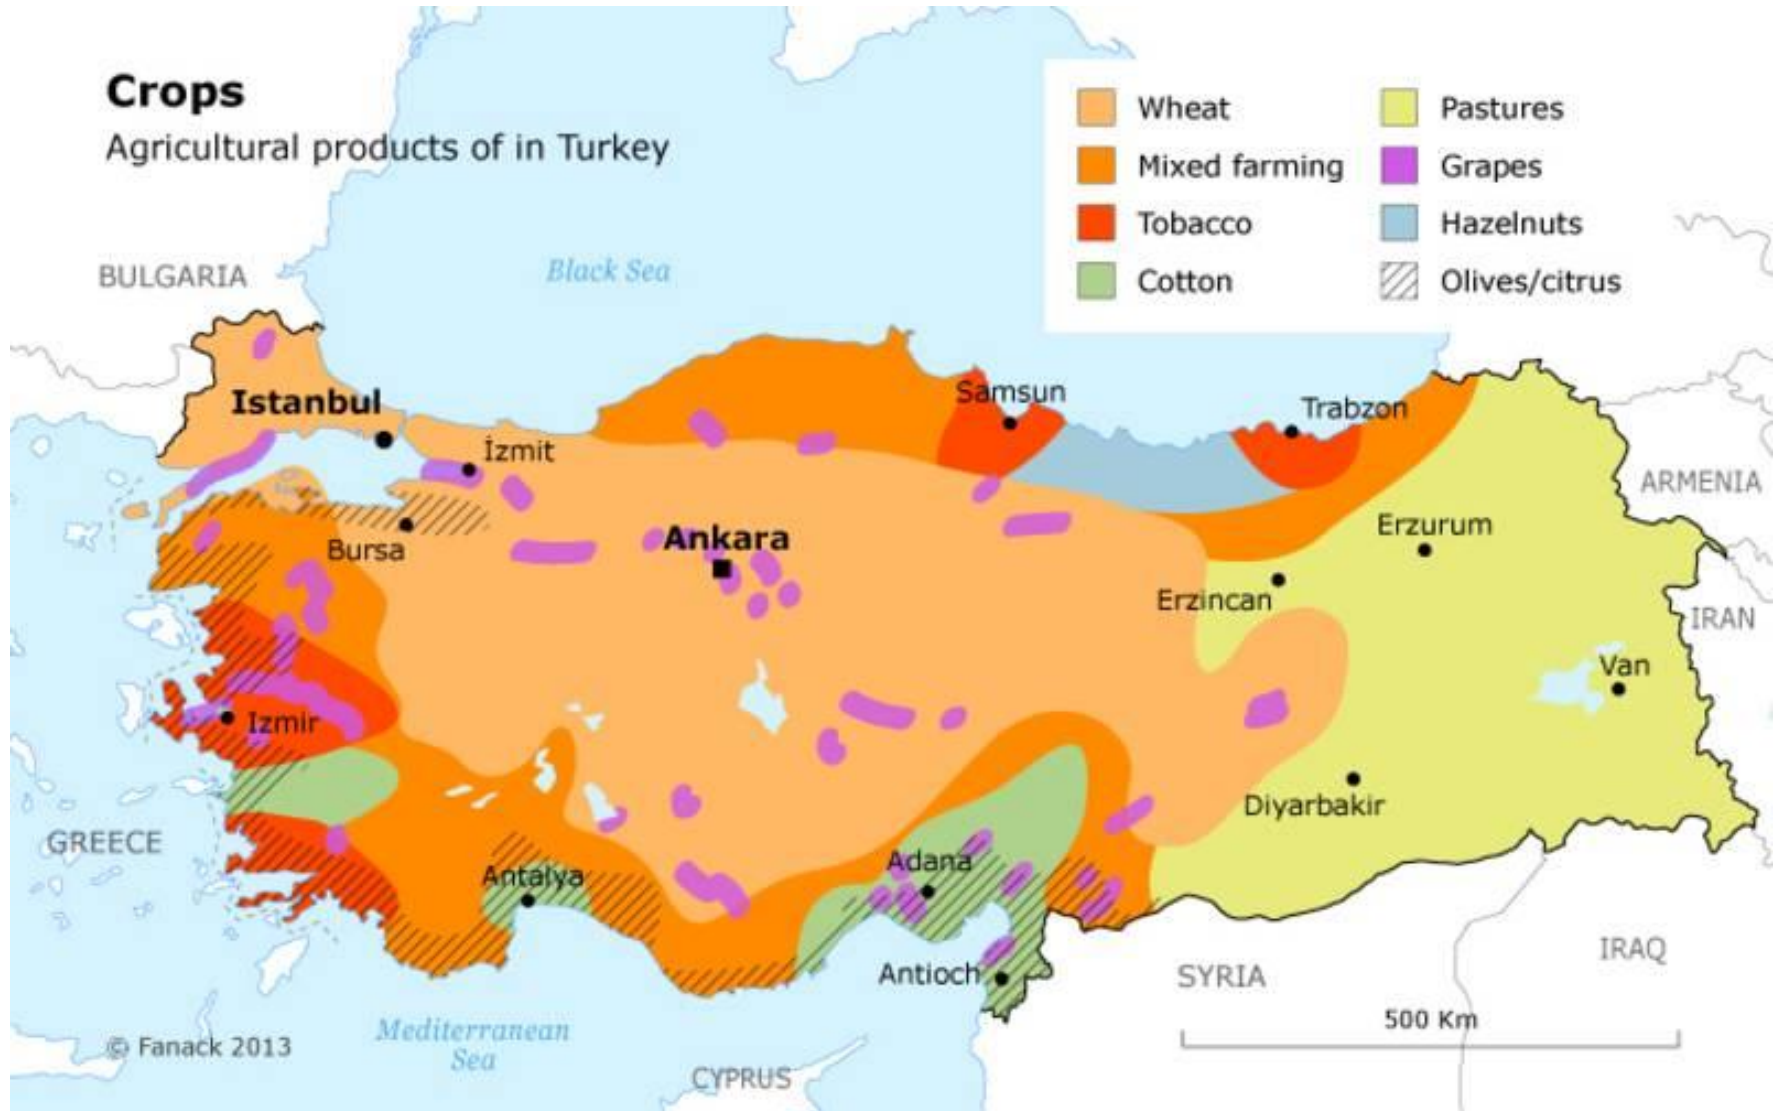 Crops
Agricultural products of in Turkey
Wheat
Mixed farming
Tobacco
Cotton
Pastures
Grapes
Hazelnuts
Olives/citrus
Black Sea
BULGARIA
Istanbul
Samsun
Trabzon
İzmit
ARMENIA
Bursa
Ankara
Erzurum
Erzincan
IRAN
Van
Izmir
Diyarbakir
GREECE
Antalya
Adana
Antioch
SYRIA
IRAQ
500 Km
Mediterranean
Sea
© Fanack 2013
CYPRUS